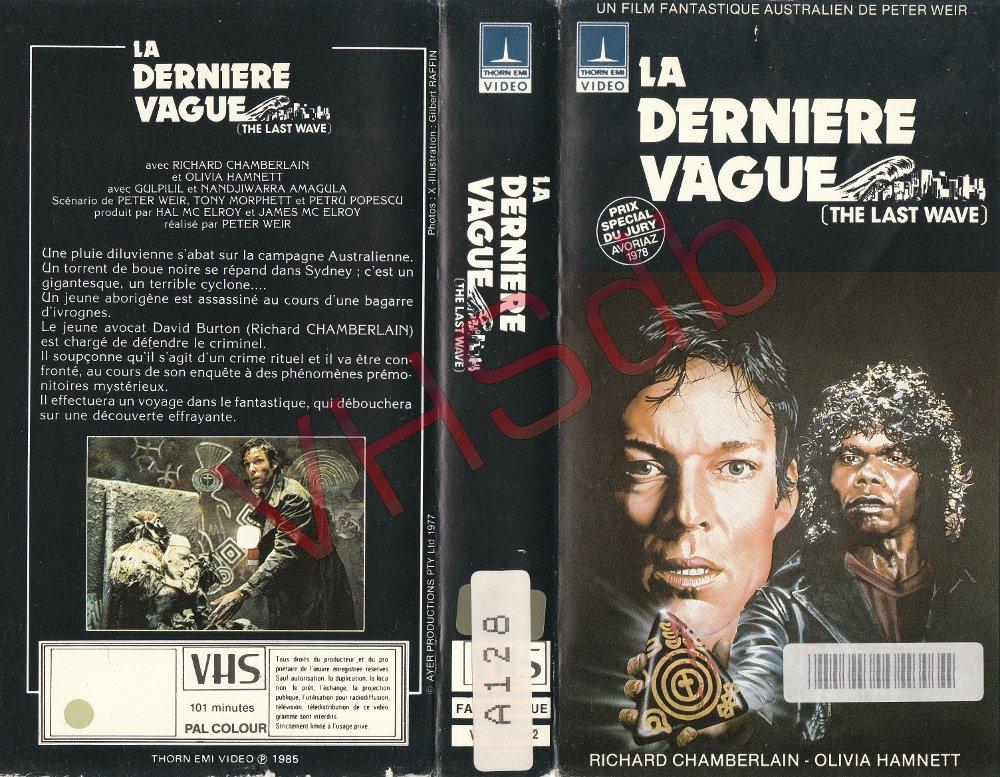 LA
DERNIERE
VAGUE
(THE LAST WAVE)
avec RICHARD CHAMBERLAIN
et OLIVIA HAMNETT
avec GULPILIL et NANDJIWARRA AMAGULA
Scénario de PETER WEIR, TONY MORPHETT et PETRU POPESCU
produit par HAL MC ELROY et JAMES MC ELROY
réalisé par PETER WEIR
Une pluie diluvienne s'abat sur la campagne Australienne.
Un torrent de boue noire se répand dans Sydney ; c'est un
gigantesque, un terrible cyclone....
Un jeune aborigène est assassiné au cours d'une bagarre
d'ivrognes.
Le jeune avocat David Burton (Richard CHAMBERLAIN)
est chargé de défendre le criminel.
Il soupçonne qu'il s'agit d'un crime rituel et il va être con-
fronté, au cours de son enquête à des phénomènes prémo-
nitoires mystérieux.
Il effectuera un voyage dans le fantastique, qui débouchera
sur une découverte effrayante.
VHS
101 minutes
PAL COLOUR
Tous droits du producteur et du pro
priétaire de l'œuvre enregistrée réservés.
Sauf autorisation, la duplication, la loca
tion, le prêt, l'échange, la projection
publique, l'utilisation pour radiodiffusion,
télévision, télédistribution de ce vidéo
gramme sont interdits.
Strictement limité à l'usage privé.
THORN EMI VIDEO ℗ 1985
Photos : X-Illustration : Gilbert RAFFIN
© AYER PRODUCTIONS PTY Ltd 1977
THORN EMI
VIDEO
LA
DERNIERE
VAGUE
(THE LAST WAVE)
A128
UN FILM FANTASTIQUE AUSTRALIEN DE PETER WEIR
THORN EMI
VIDEO
LA
DERNIERE
VAGUE
(THE LAST WAVE)
PRIX
SPECIAL
DU JURY
AVORIAZ
1978
RICHARD CHAMBERLAIN - OLIVIA HAMNETT
VHSdb